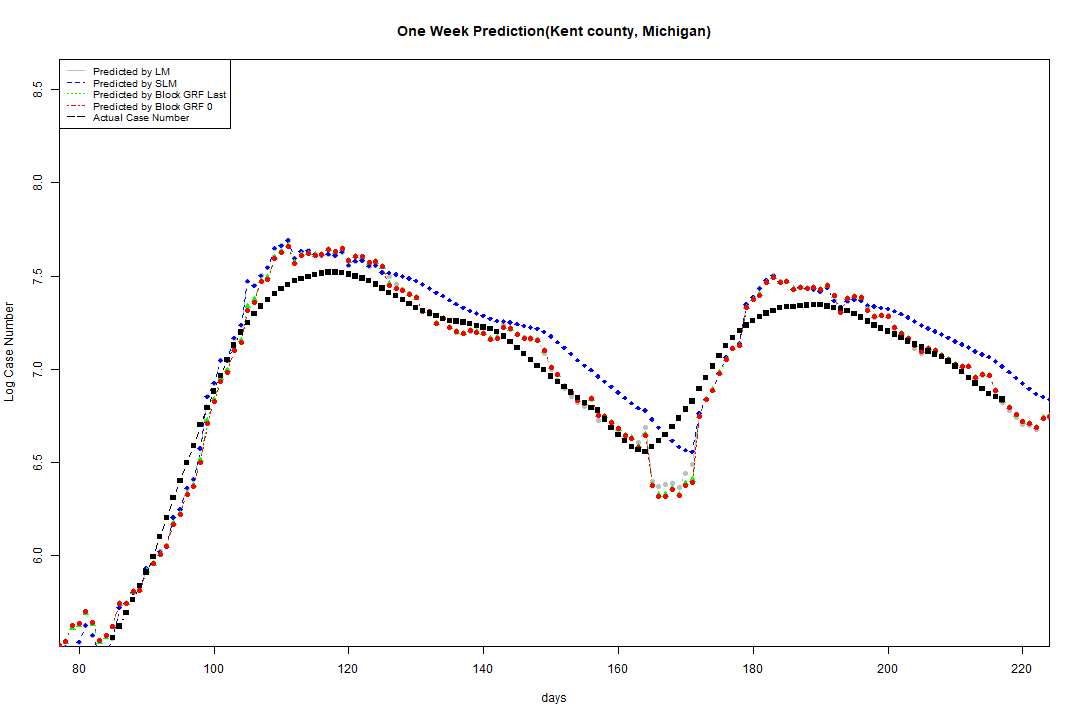 One Week Prediction(Kent county, Michigan)
Predicted by LM
Predicted by SLM
Predicted by Block GRF Last
Predicted by Block GRF 0
Actual Case Number
8.5
8.0
7.5
7.0
6.5
6.0
Log Case Number
80 100 120 140 160 180 200 220
days